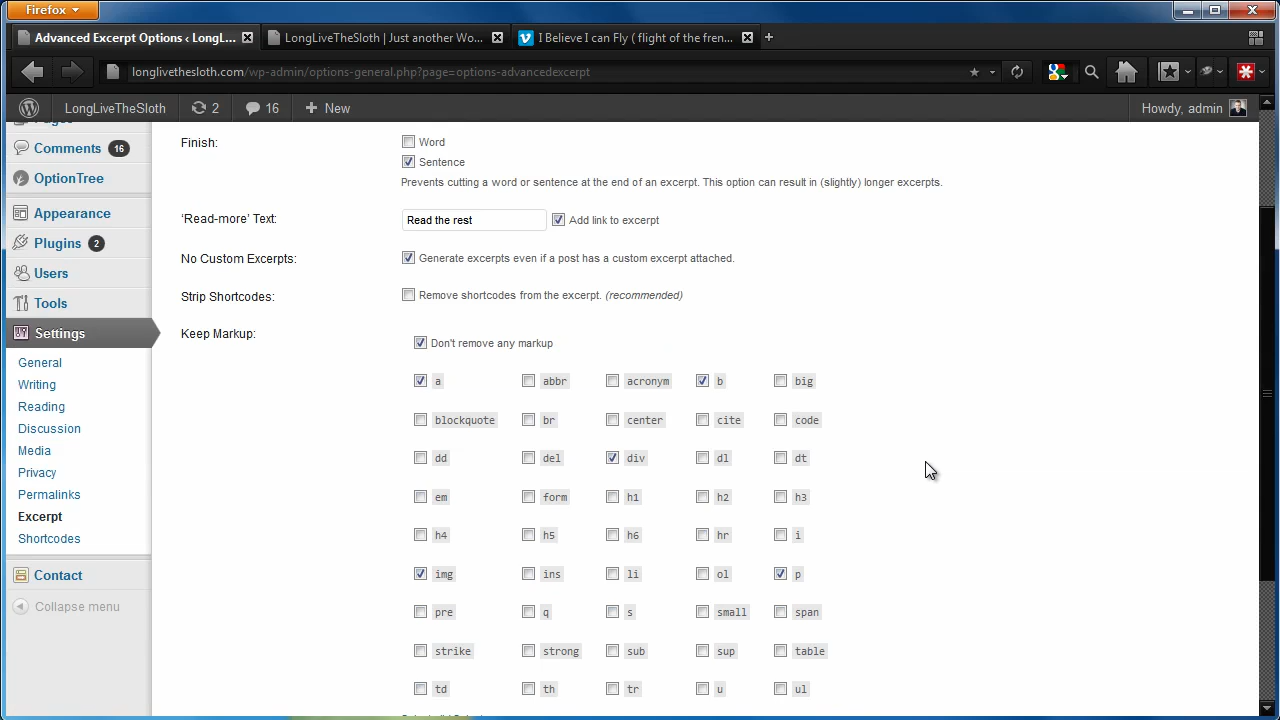 Firefox
Advanced Excerpt Options ‹ LongL...
LongLiveTheSloth | Just another Wo...
I Believe I can Fly ( flight of the fren...
longlivethesloth.com/wp-admin/options-general.php?page=options-advancedexcerpt
LongLiveTheSloth
2
16
New
Howdy, admin
Comments 16
OptionTree
Appearance
Plugins 2
Users
Tools
Settings
General
Writing
Reading
Discussion
Media
Privacy
Permalinks
Excerpt
Shortcodes
Contact
Collapse menu
Finish:
Word
Sentence
Prevents cutting a word or sentence at the end of an excerpt. This option can result in (slightly) longer excerpts.
‘Read-more’ Text:
Read the rest
Add link to excerpt
No Custom Excerpts:
Generate excerpts even if a post has a custom excerpt attached.
Strip Shortcodes:
Remove shortcodes from the excerpt. (recommended)
Keep Markup:
Don't remove any markup
a abbr acronym b big
blockquote br center cite code
dd del div dl dt
em form h1 h2 h3
h4 h5 h6 hr i
img ins li ol p
pre q s small span
strike strong sub sup table
td th tr u ul